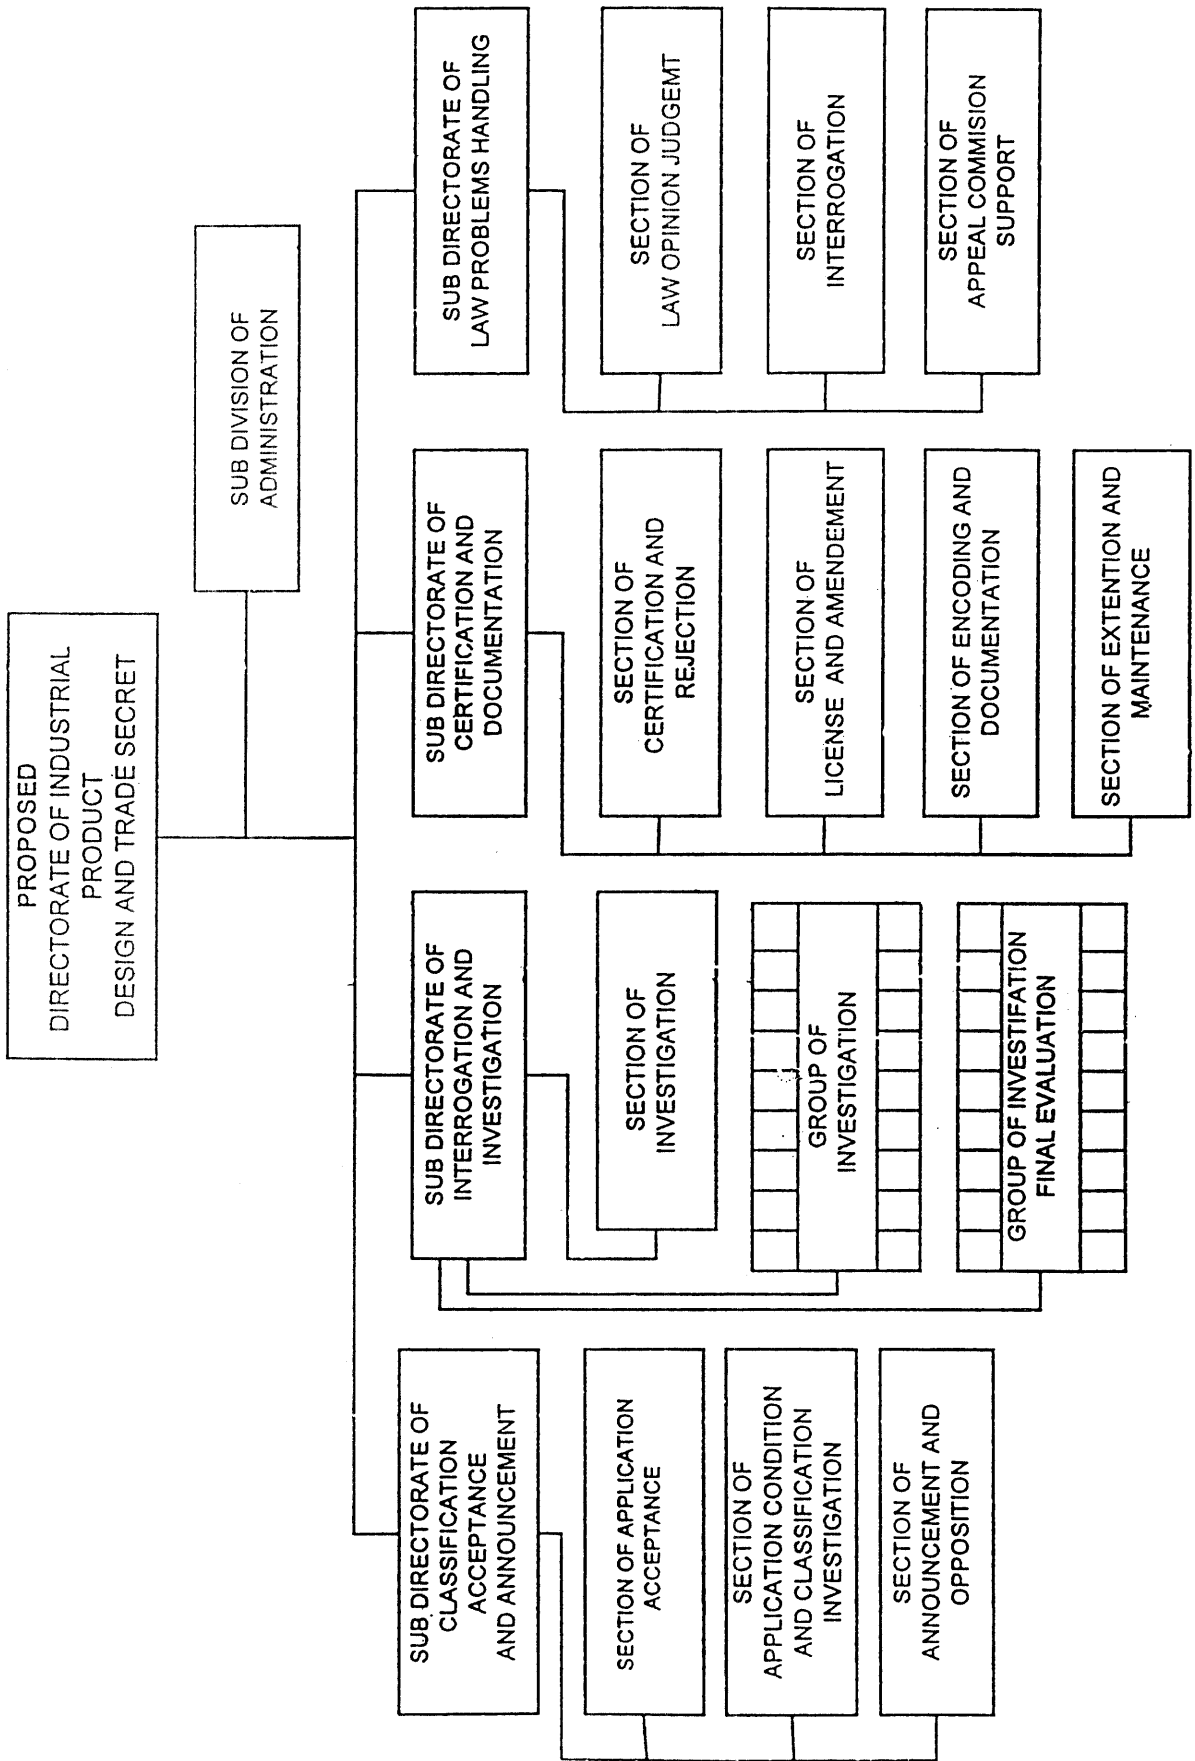 PROPOSED
DIRECTORATE OF INDUSTRIAL
PRODUCT
DESIGN AND TRADE SECRET
SUB DIVISION OF
ADMINISTRATION
SUB DIRECTORATE OF
CLASSIFICATION
ACCEPTANCE
AND ANNOUNCEMENT
SECTION OF APPLICATION
ACCEPTANCE
SECTION OF
APPLICATION CONDITION
AND CLASSIFICATION
INVESTIGATION
SECTION OF
ANNOUNCEMENT AND
OPPOSITION
SUB DIRECTORATE OF
INTERROGATION AND
INVESTIGATION
SECTION OF
INVESTIGATION
GROUP OF
INVESTIGATION
GROUP OF INVESTIFATION
FINAL EVALUATION
SUB DIRECTORATE OF
CERTIFICATION AND
DOCUMENTATION
SECTION OF
CERTIFICATION AND
REJECTION
SECTION OF
LICENSE AND AMENDEMENT
SECTION OF ENCODING AND
DOCUMENTATION
SECTION OF EXTENTION AND
MAINTENANCE
SUB DIRECTORATE OF
LAW PROBLEMS HANDLING
SECTION OF
LAW OPINION JUDGEMT
SECTION OF
INTERROGATION
SECTION OF
APPEAL COMMISION
SUPPORT